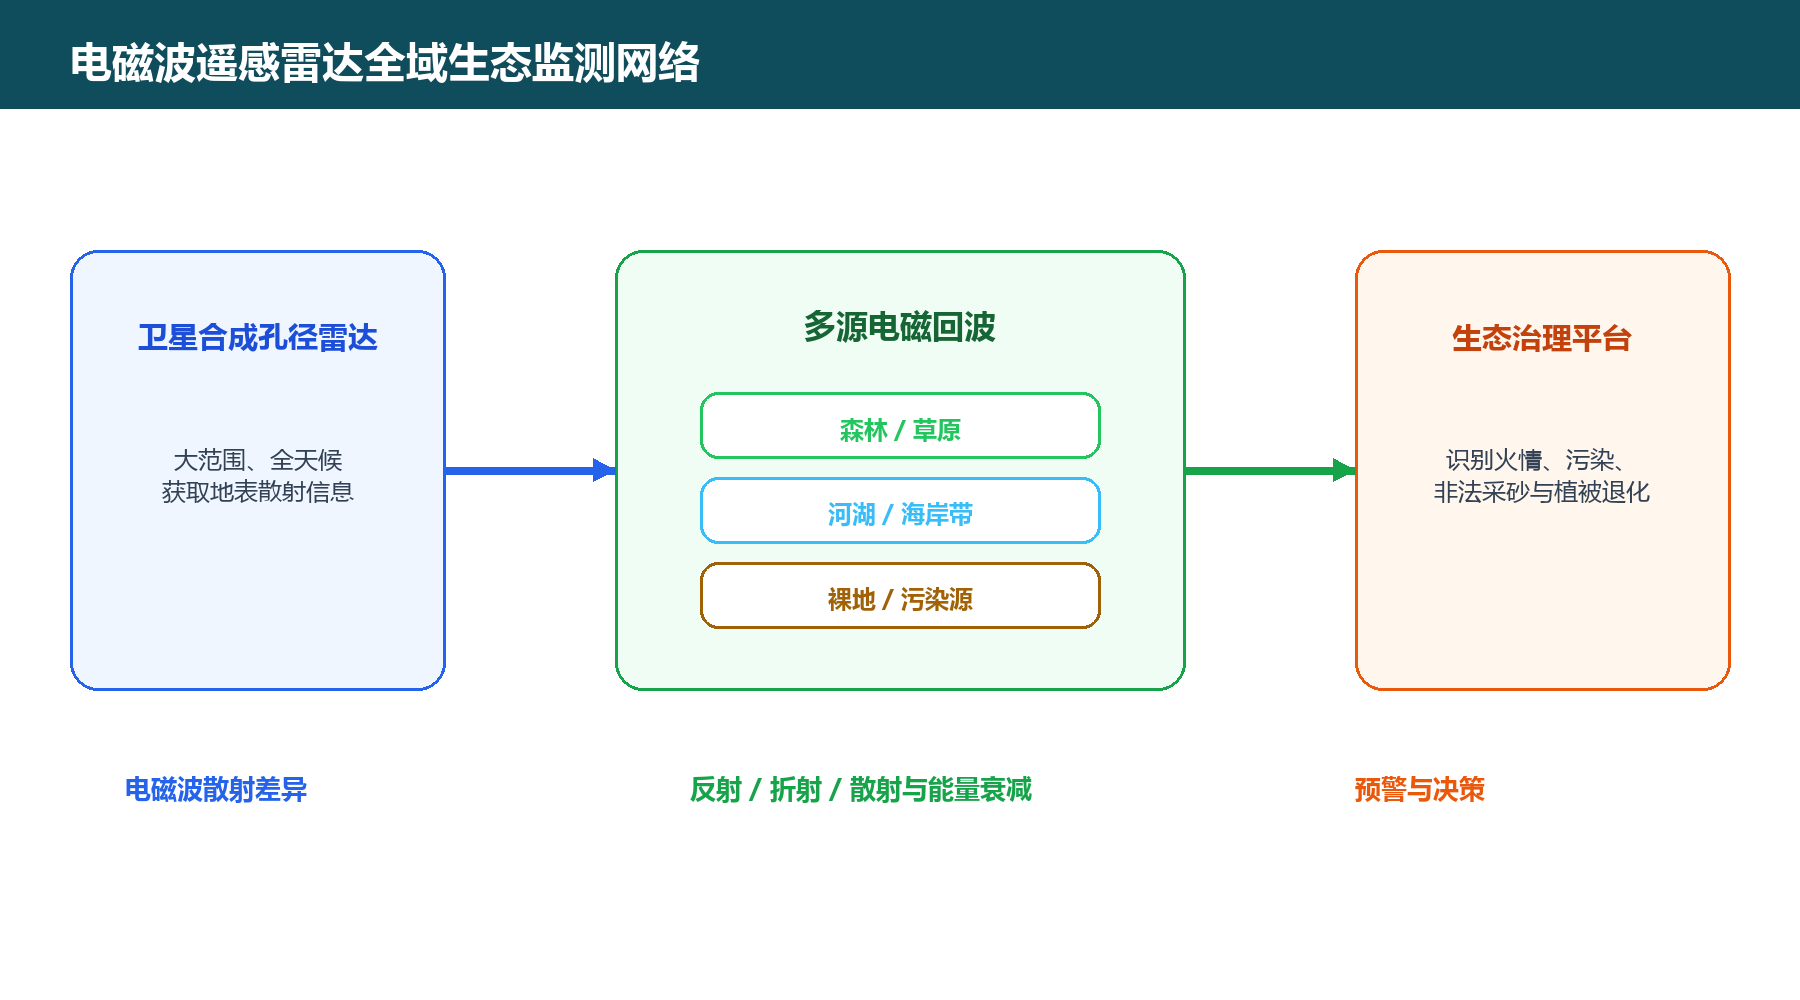 电磁波遥感雷达全域生态监测网络
卫星合成孔径雷达
大范围、全天候
获取地表散射信息
多源电磁回波
森林 / 草原
河湖 / 海岸带
裸地 / 污染源
生态治理平台
识别火情、污染、
非法采砂与植被退化
电磁波散射差异
反射 / 折射 / 散射与能量衰减
预警与决策